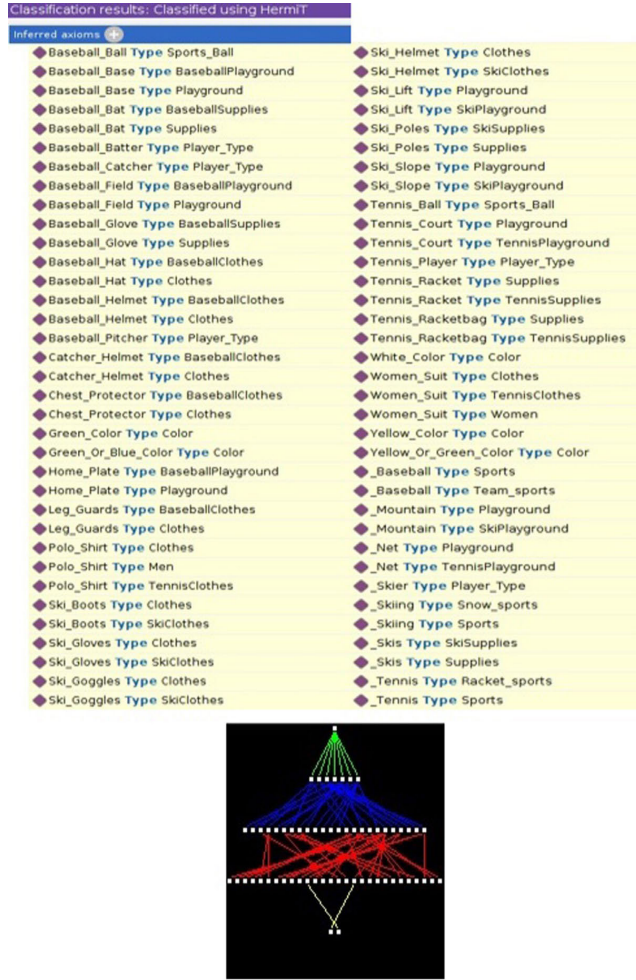 Classification results: Classified using HermiT
Inferred axioms
Baseball_Ball Type Sports_Ball
Baseball_Base Type BaseballPlayground
Baseball_Base Type Playground
Baseball_Bat Type BaseballSupplies
Baseball_Bat Type Supplies
Baseball_Batter Type Player_Type
Baseball_Catcher Type Player_Type
Baseball_Field Type BaseballPlayground
Baseball_Field Type Playground
Baseball_Glove Type BaseballSupplies
Baseball_Glove Type Supplies
Baseball_Hat Type BaseballClothes
Baseball_Hat Type Clothes
Baseball_Helmet Type BaseballClothes
Baseball_Helmet Type Clothes
Baseball_Pitcher Type Player_Type
Catcher_Helmet Type BaseballClothes
Catcher_Helmet Type Clothes
Chest_Protector Type BaseballClothes
Chest_Protector Type Clothes
Green_Color Type Color
Green_Or_Blue_Color Type Color
Home_Plate Type BaseballPlayground
Home_Plate Type Playground
Leg_Guards Type BaseballClothes
Leg_Guards Type Clothes
Polo_Shirt Type Clothes
Polo_Shirt Type Men
Polo_Shirt Type TennisClothes
Ski_Boots Type Clothes
Ski_Boots Type SkiClothes
Ski_Gloves Type Clothes
Ski_Gloves Type SkiClothes
Ski_Goggles Type Clothes
Ski_Goggles Type SkiClothes
Ski_Helmet Type Clothes
Ski_Helmet Type SkiClothes
Ski_Lift Type Playground
Ski_Lift Type SkiPlayground
Ski_Poles Type SkiSupplies
Ski_Poles Type Supplies
Ski_Slope Type Playground
Ski_Slope Type SkiPlayground
Tennis_Ball Type Sports_Ball
Tennis_Court Type Playground
Tennis_Court Type TennisPlayground
Tennis_Player Type Player_Type
Tennis_Racket Type Supplies
Tennis_Racket Type TennisSupplies
Tennis_Racketbag Type Supplies
Tennis_Racketbag Type TennisSupplies
White_Color Type Color
Women_Suit Type Clothes
Women_Suit Type TennisClothes
Women_Suit Type Women
Yellow_Color Type Color
Yellow_Or_Green_Color Type Color
_Baseball Type Sports
_Baseball Type Team_sports
_Mountain Type Playground
_Mountain Type SkiPlayground
_Net Type Playground
_Net Type TennisPlayground
_Skier Type Player_Type
_Skiing Type Snow_sports
_Skiing Type Sports
_Skis Type SkiSupplies
_Skis Type Supplies
_Tennis Type Racket_sports
_Tennis Type Sports